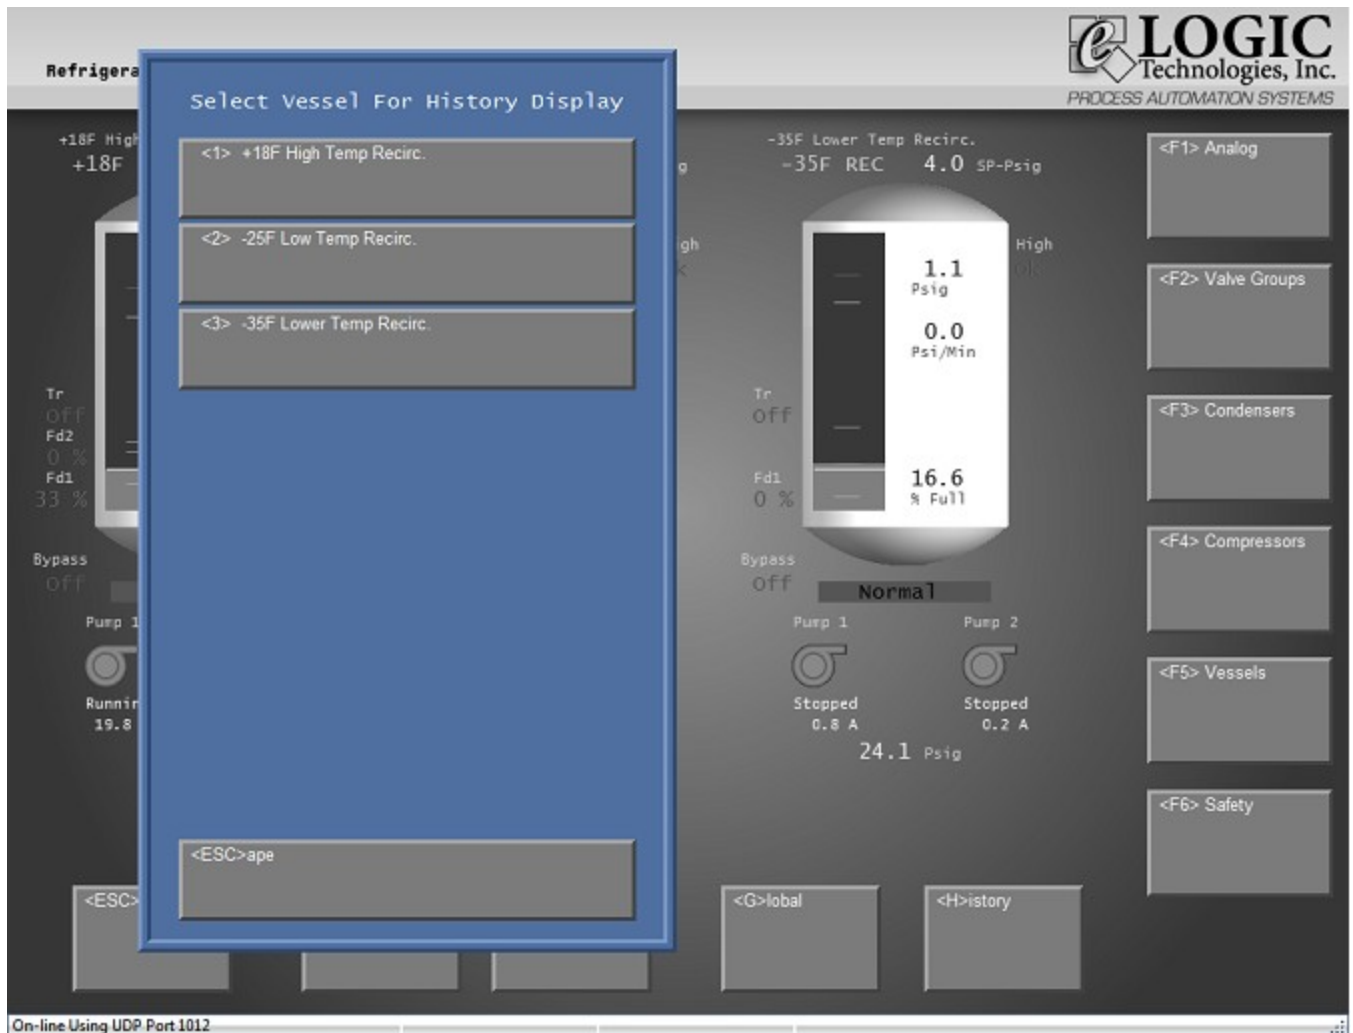 LOGIC
Technologies, Inc.
PROCESS AUTOMATION SYSTEMS
Refrigera
Select Vessel For History Display
<1> +18F High Temp Recirc.
<2> -25F Low Temp Recirc.
<3> -35F Lower Temp Recirc.
<ESC>ape
+18F High
+18F
Tr
Off
Fd2
0 %
Fd1
33 %
Bypass
Off
Pump 1
Runnin
19.8
-35F Lower Temp Recirc.
-35F REC 4.0 SP-Psig
High
Ok
1.1
Psig
0.0
Psi/Min
Tr
Off
Fd1
0 %
16.6
% Full
Bypass
Off
Normal
Pump 1 Pump 2
Stopped Stopped
0.8 A 0.2 A
24.1 Psig
<F1> Analog
<F2> Valve Groups
<F3> Condensers
<F4> Compressors
<F5> Vessels
<F6> Safety
<ESC>
<G>lobal
<H>istory
On-line Using UDP Port 1012